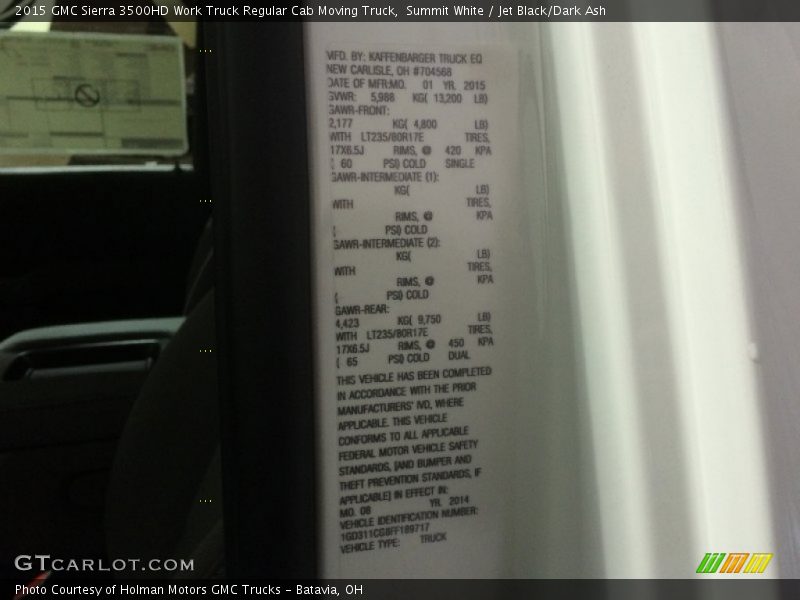 2015 GMC Sierra 3500HD Work Truck Regular Cab Moving Truck, Summit White / Jet Black/Dark Ash
MFD. BY: KAFFENBARGER TRUCK EQ
NEW CARLISLE, OH #704568
DATE OF MFR:MO. 01 YR. 2015
GVWR: 5,986 KG( 13,200 LB)
GAWR-FRONT:
2,177 KG( 4,800 LB)
WITH LT235/80R17E TIRES,
17X6.5J RIMS, @ 420 KPA
( 60 PSI) COLD SINGLE
GAWR-INTERMEDIATE (1):
KG( LB)
WITH TIRES,
RIMS, @ KPA
( PSI) COLD
GAWR-INTERMEDIATE (2):
KG( LB)
WITH TIRES,
RIMS, @ KPA
( PSI) COLD
GAWR-REAR:
4,423 KG( 9,750 LB)
WITH LT235/80R17E TIRES,
17X6.5J RIMS, @ 450 KPA
( 65 PSI) COLD DUAL
THIS VEHICLE HAS BEEN COMPLETED
IN ACCORDANCE WITH THE PRIOR
MANUFACTURERS' IVD, WHERE
APPLICABLE. THIS VEHICLE
CONFORMS TO ALL APPLICABLE
FEDERAL MOTOR VEHICLE SAFETY
STANDARDS, [AND BUMPER AND
THEFT PREVENTION STANDARDS, IF
APPLICABLE] IN EFFECT IN:
MO. 08 YR. 2014
VEHICLE IDENTIFICATION NUMBER:
1GD311CG8FF189717
VEHICLE TYPE: TRUCK
GTCARLOT.COM
Photo Courtesy of Holman Motors GMC Trucks - Batavia, OH